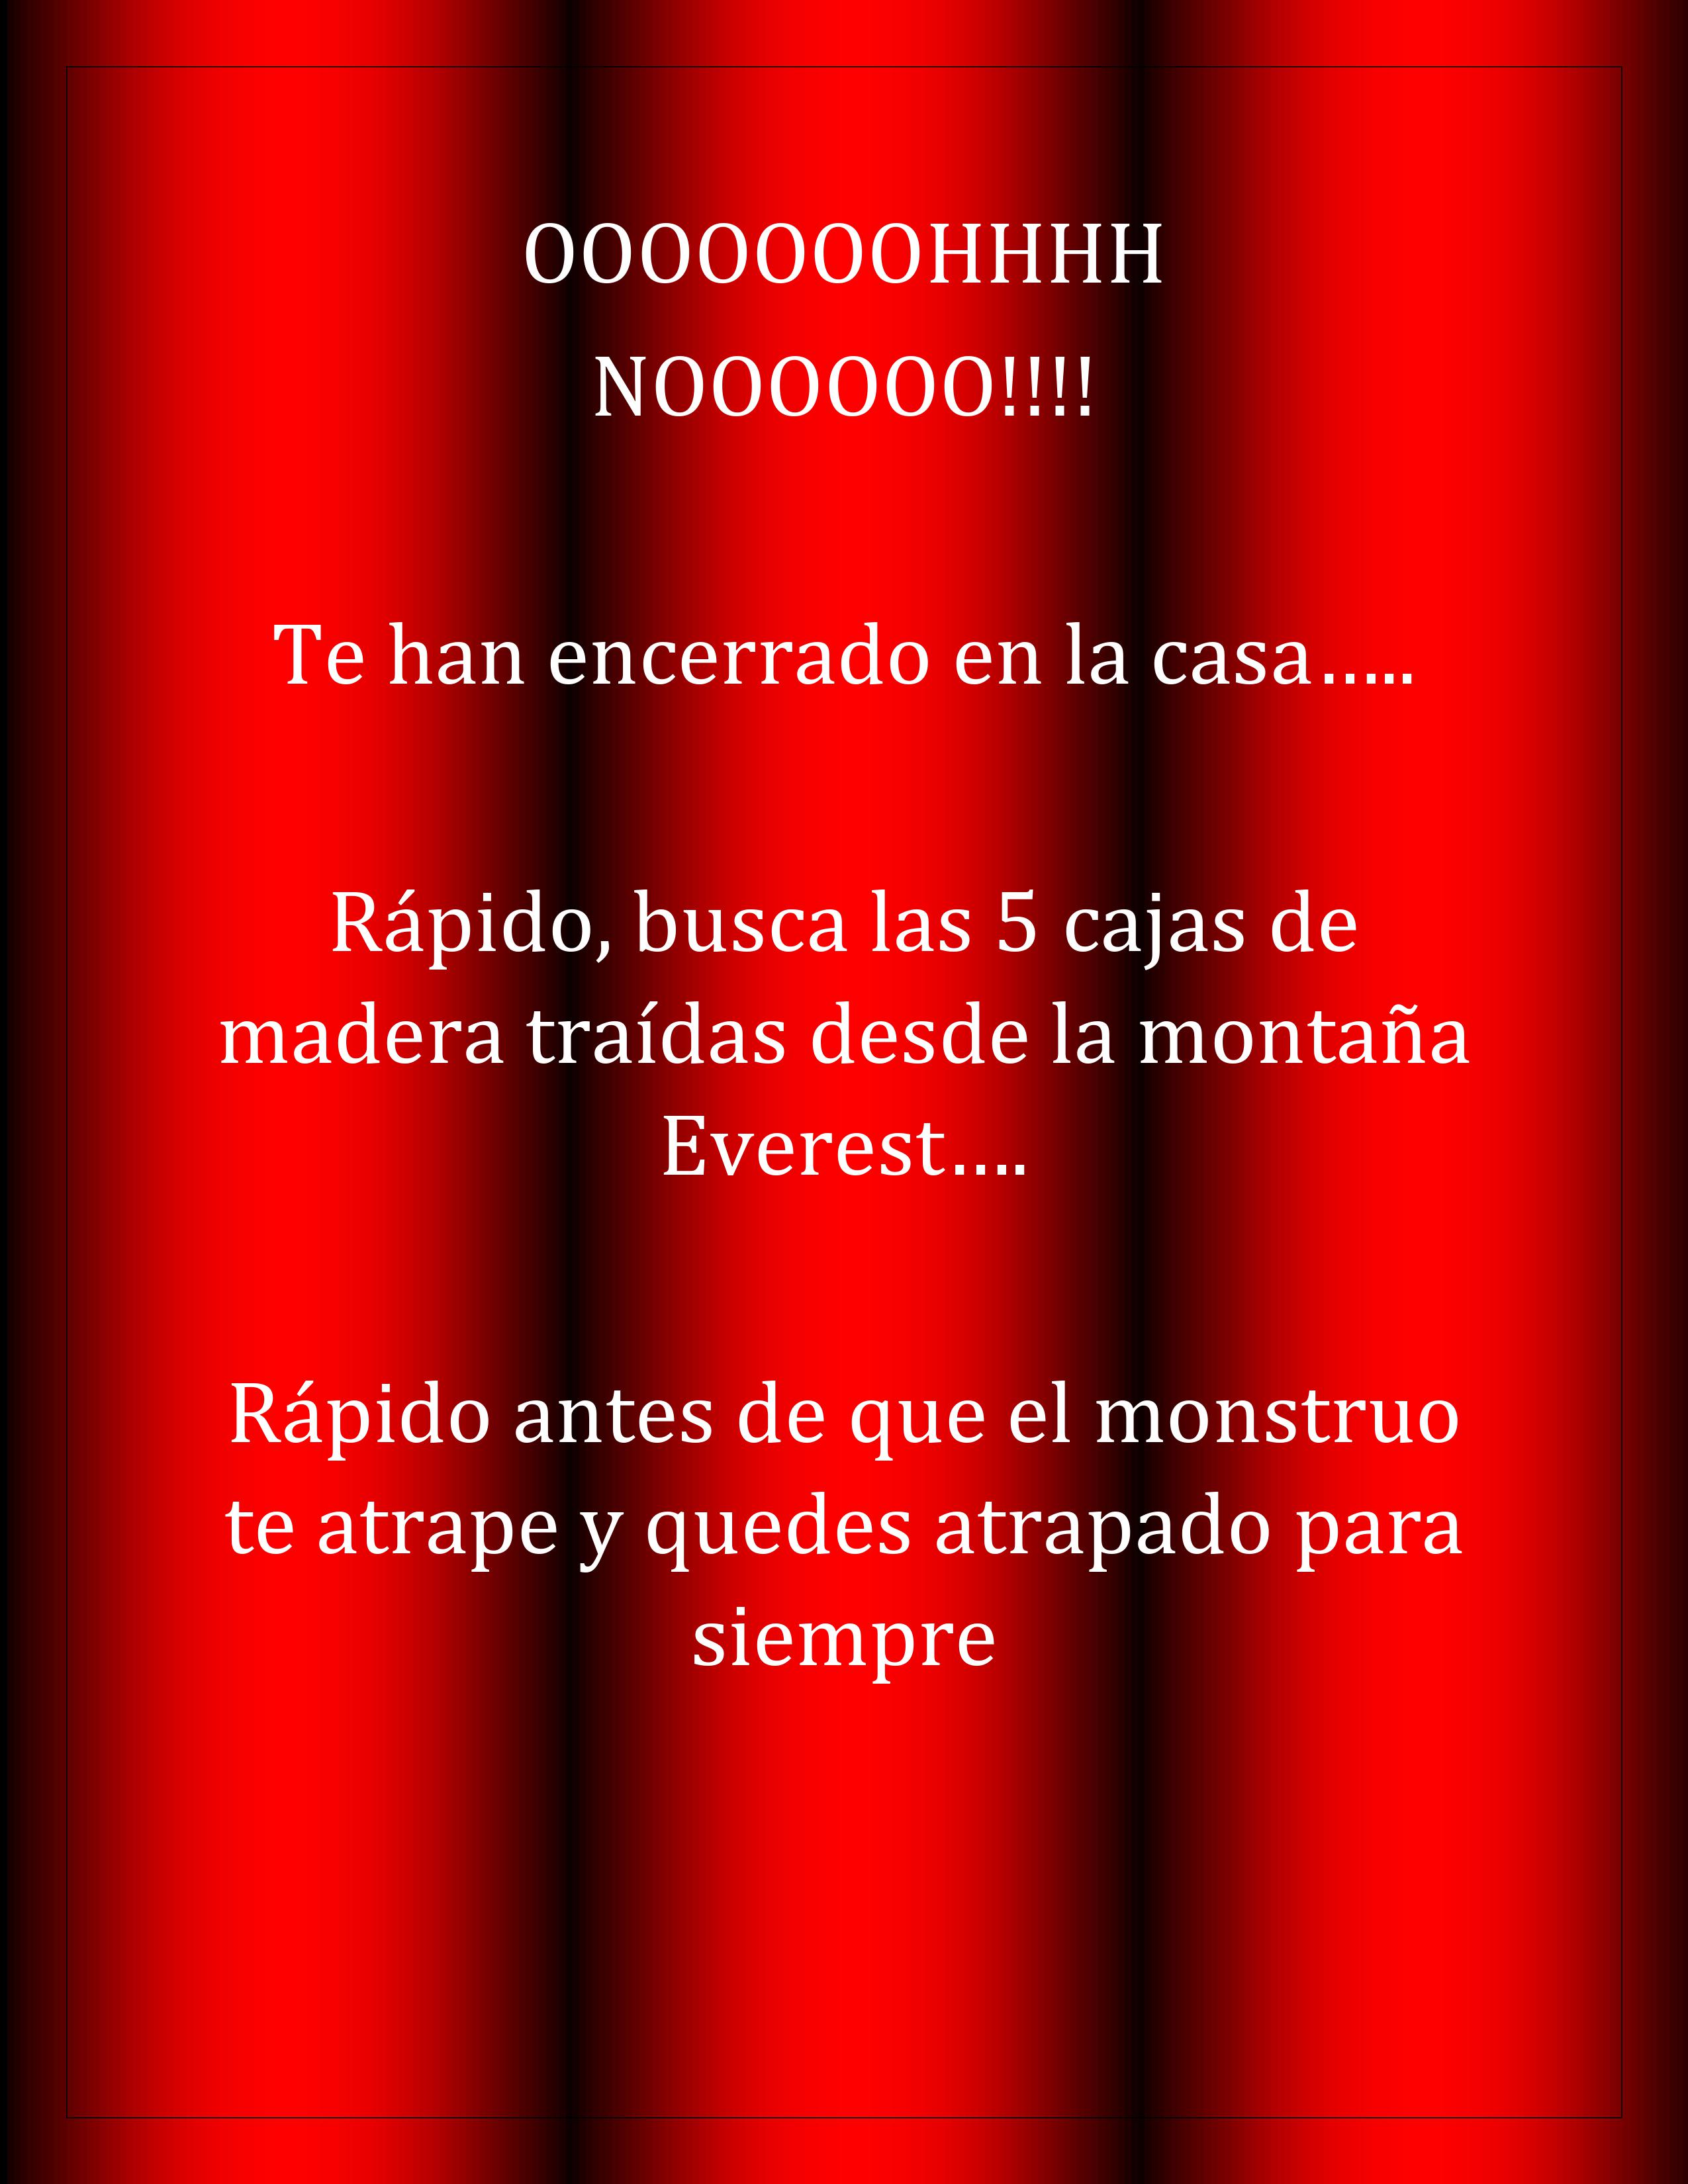 OOOOOOOHHHH
NOOOOOO!!!!
Te han encerrado en la casa…...
Rápido, busca las 5 cajas de
madera traídas desde la montaña
Everest….
Rápido antes de que el monstruo
te atrape y quedes atrapado para
siempre